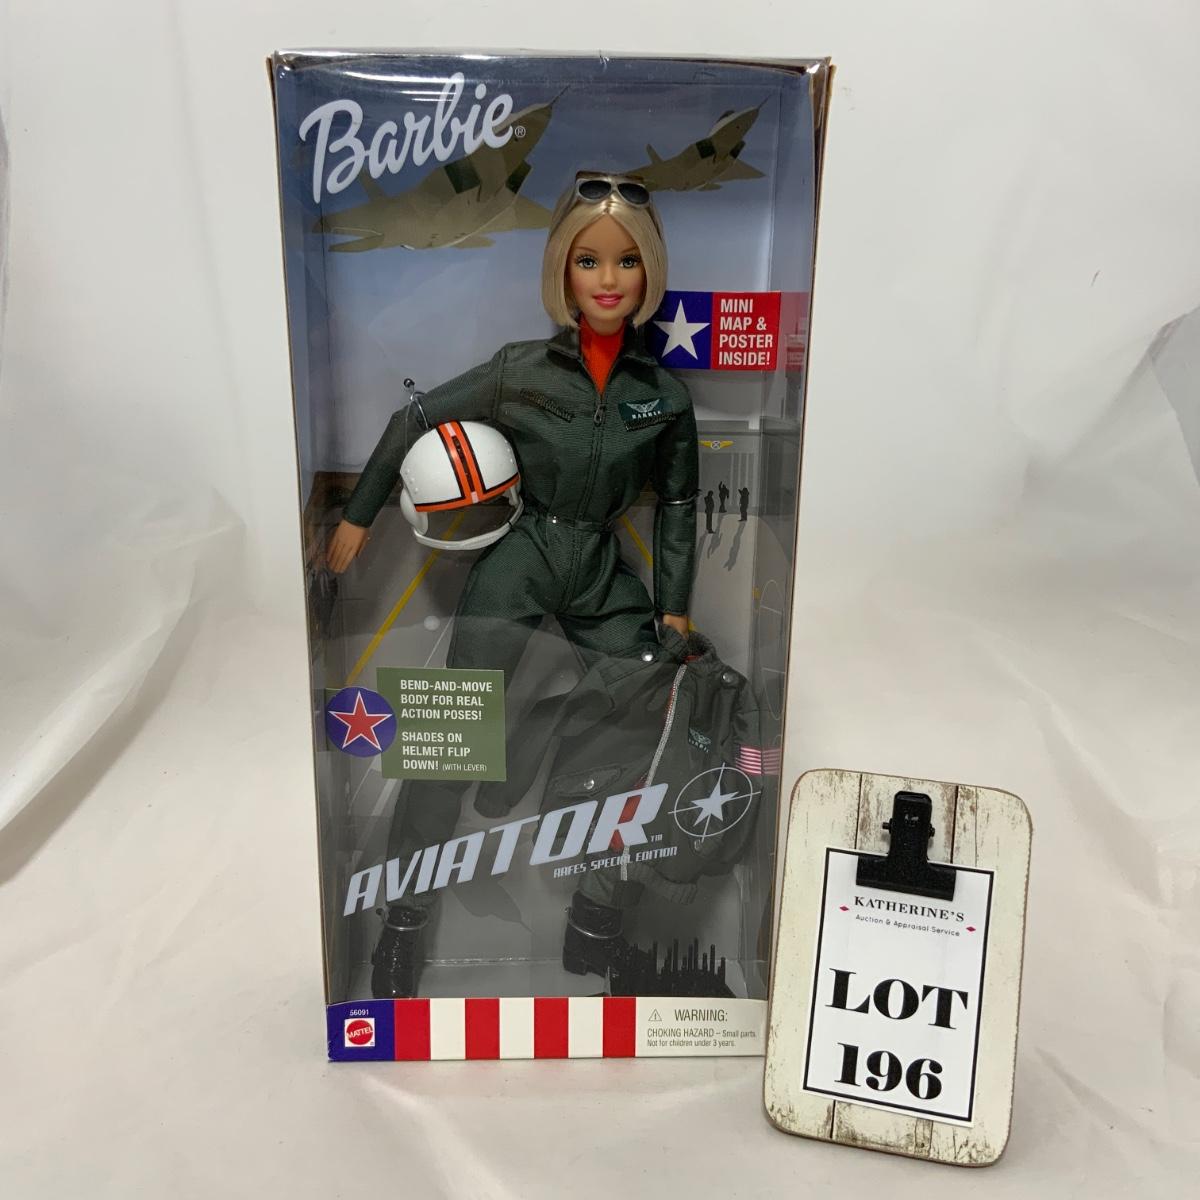 Barbie®
MINI
MAP &
POSTER
INSIDE!
BARBIE
BEND-AND-MOVE
BODY FOR REAL
ACTION POSES!
SHADES ON
HELMET FLIP
DOWN! (WITH LEVER)
AVIATOR™
AAFES SPECIAL EDITION
56091
MATTEL
⚠ WARNING:
CHOKING HAZARD – Small parts.
Not for children under 3 years.
KATHERINE'S
Auction & Appraisal Service
LOT
196